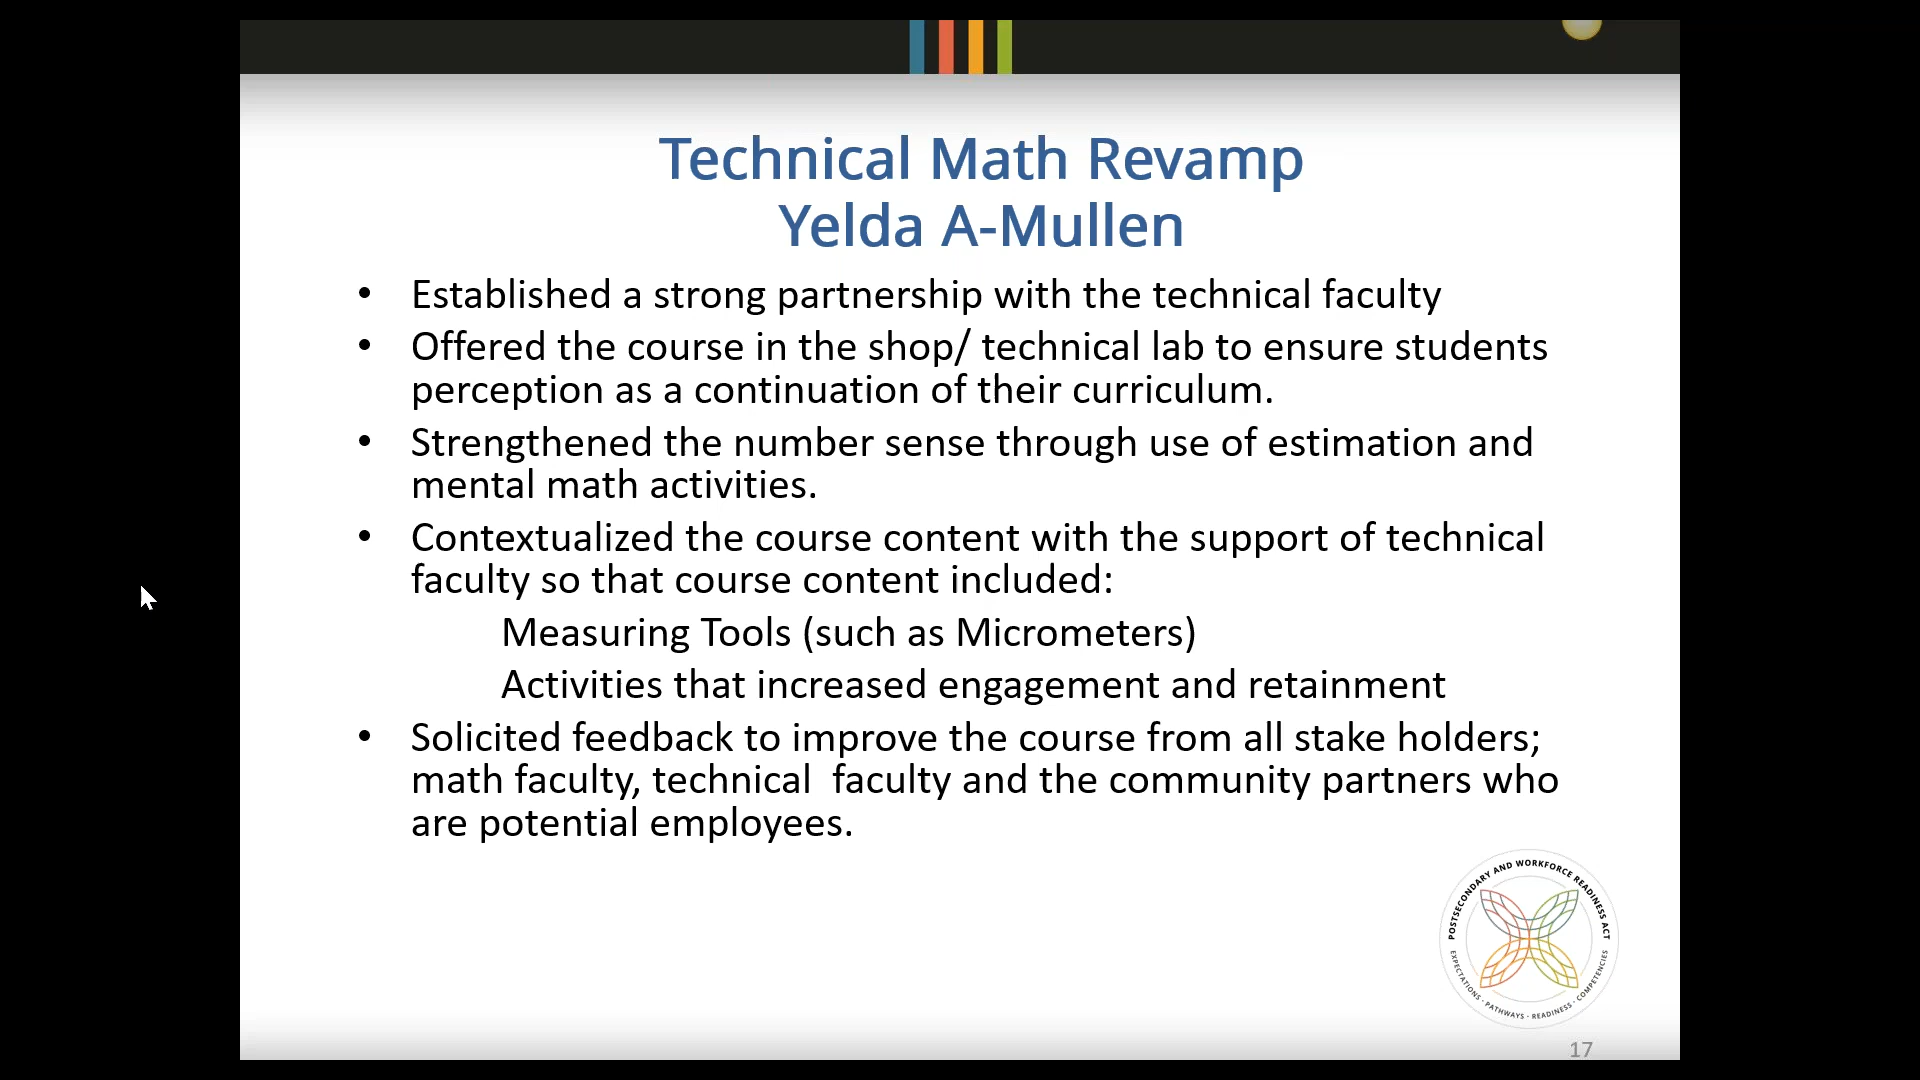 Technical Math Revamp
Yelda A-Mullen
• Established a strong partnership with the technical faculty
• Offered the course in the shop/ technical lab to ensure students
perception as a continuation of their curriculum.
• Strengthened the number sense through use of estimation and
mental math activities.
• Contextualized the course content with the support of technical
faculty so that course content included:
Measuring Tools (such as Micrometers)
Activities that increased engagement and retainment
• Solicited feedback to improve the course from all stake holders;
math faculty, technical  faculty and the community partners who
are potential employees.
POSTSECONDARY AND WORKFORCE READINESS ACT
EXPECTATIONS · PATHWAYS · READINESS · COMPETENCIES
17